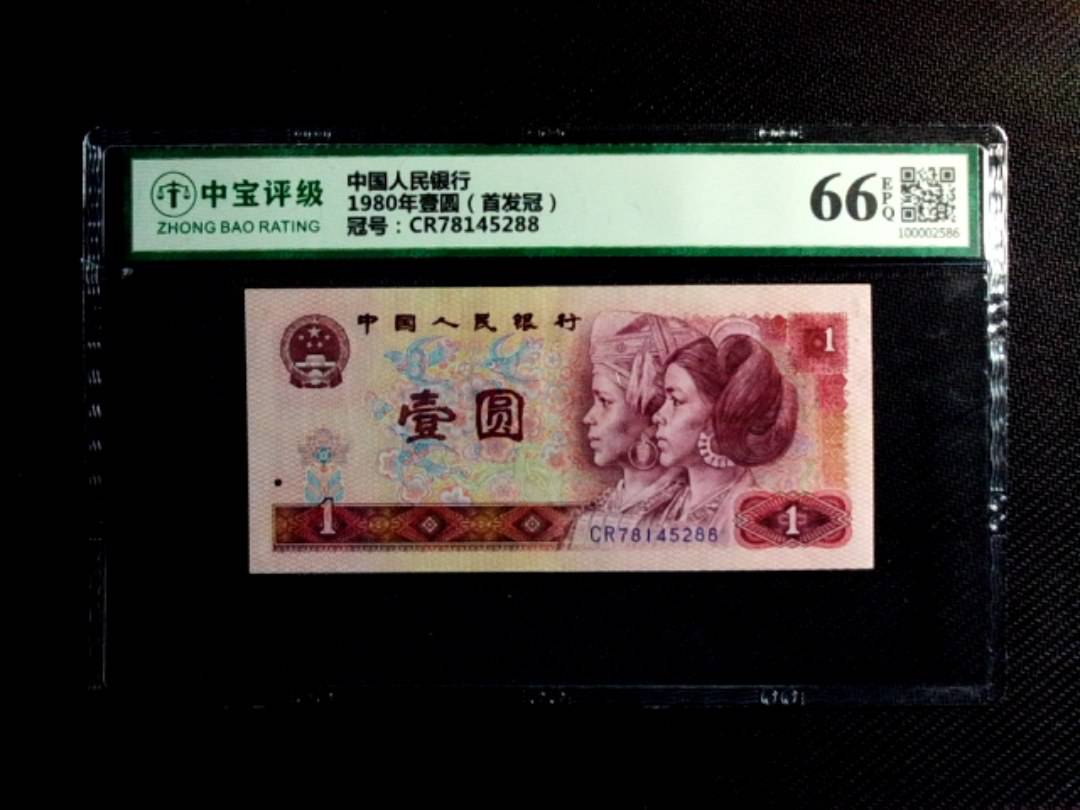 中宝评级
ZHONG BAO RATING
中国人民银行
1980年壹圆（首发冠）
冠号：CR78145288
66
EPQ
100002586
中国人民银行
壹圆
1
1
CR78145288
1